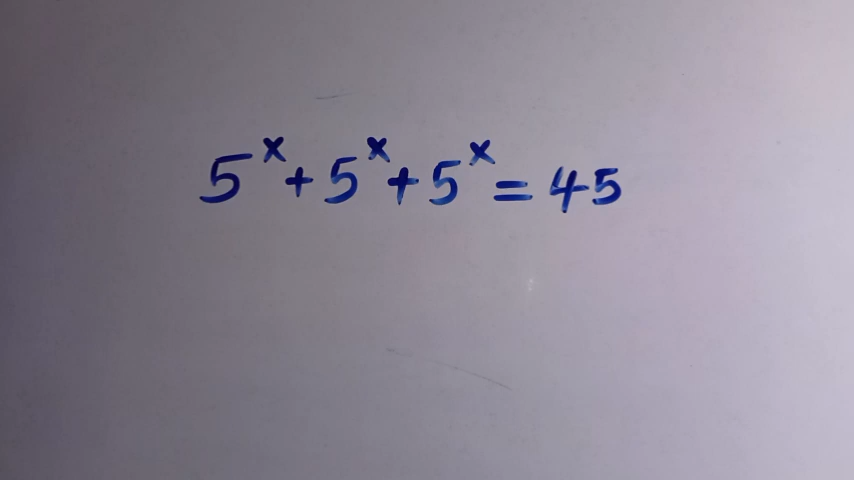 5^x + 5^x + 5^x = 45